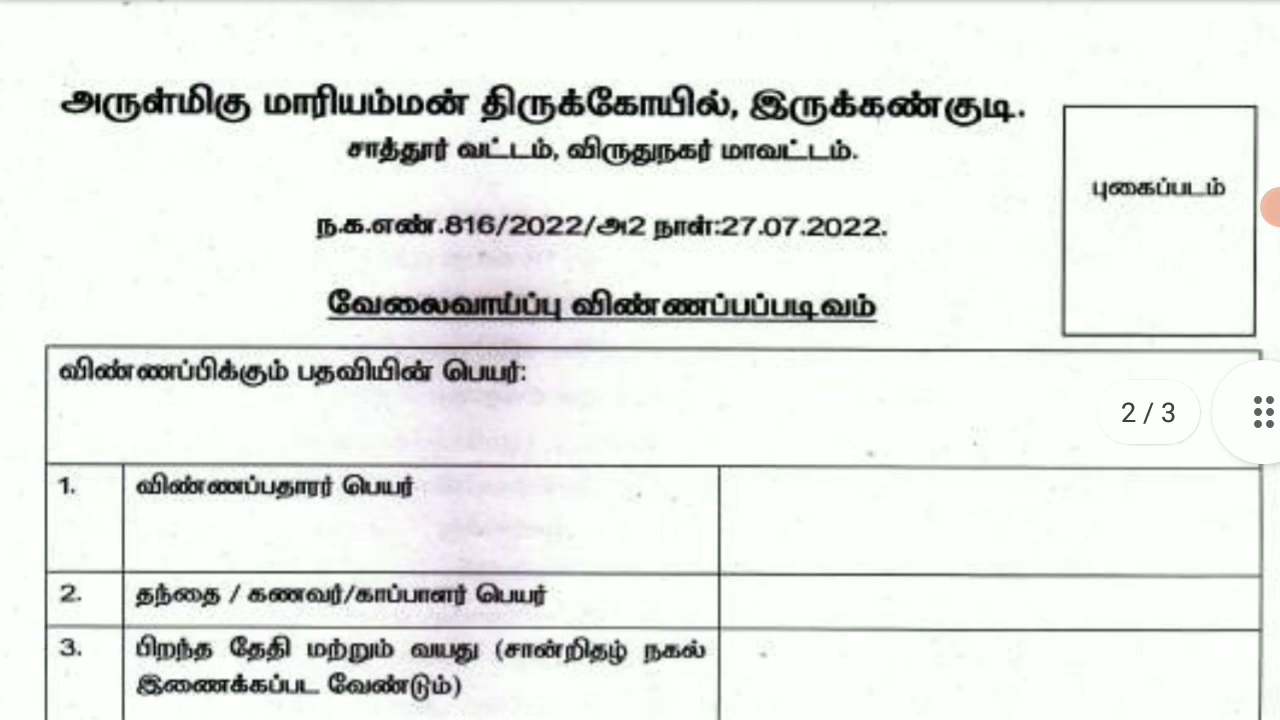 அருள்மிகு மாரியம்மன் திருக்கோயில், இருக்கண்குடி.
சாத்தூர் வட்டம், விருதுநகர் மாவட்டம்.
புகைப்படம்
ந.க.எண்.816/2022/அ2 நாள்:27.07.2022.
வேலைவாய்ப்பு விண்ணப்பப்படிவம்
விண்ணப்பிக்கும் பதவியின் பெயர்:
2 / 3
1. விண்ணப்பதாரர் பெயர்
2. தந்தை / கணவர்/காப்பாளர் பெயர்
3. பிறந்த தேதி மற்றும் வயது (சான்றிதழ் நகல்
இணைக்கப்பட வேண்டும்)